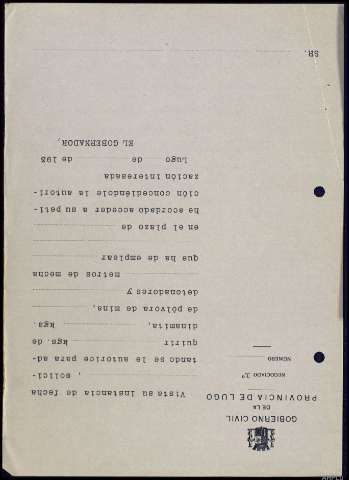 GOBIERNO CIVIL
DE LA
PROVINCIA DE LUGO
NEGOCIADO 3.º
NÚMERO
Vista su instancia de fecha
, solici-
tando se le autorice para ad-
quirir kgs de
dinamita, kgs
de pólvora de mina,
detonadores y
metros de mecha
que ha de emplear
en el plazo de
he acordado acceder a su peti-
ción concediéndole la autori-
zación interesada
Lugo de de 193
EL GOBERNADOR,
SR.